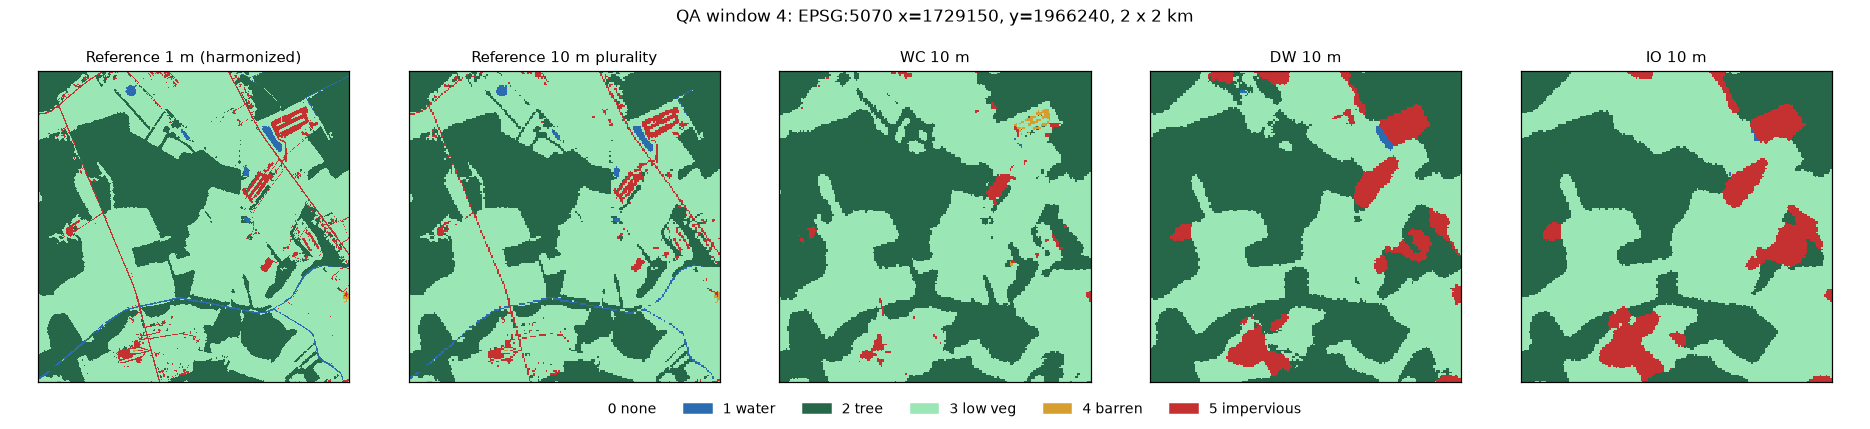 QA window 4: EPSG:5070 x=1729150, y=1966240, 2 x 2 km
Reference 1 m (harmonized)
Reference 10 m plurality
WC 10 m
DW 10 m
IO 10 m
0 none
1 water
2 tree
3 low veg
4 barren
5 impervious